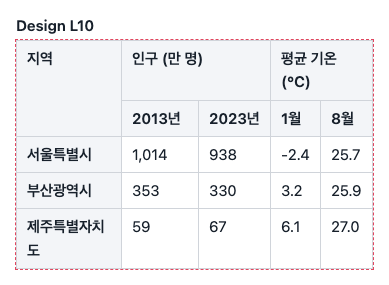 Design L10
지역 인구 (만 명) 평균 기온
(°C)
2013년 2023년 1월 8월
서울특별시 1,014 938 -2.4 25.7
부산광역시 353 330 3.2 25.9
제주특별자치
도 59 67 6.1 27.0